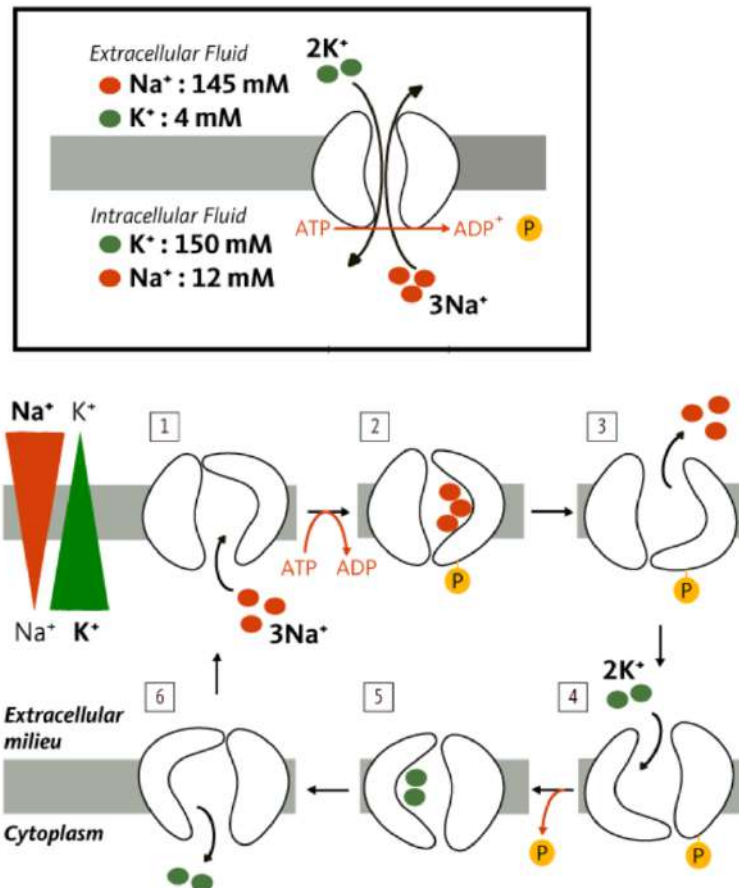 2K⁺
Extracellular Fluid
Na⁺ : 145 mM
K⁺ : 4 mM
Intracellular Fluid
ATP
ADP⁺
P
K⁺ : 150 mM
Na⁺ : 12 mM
3Na⁺
Na⁺ K⁺
1
2
3
ATP ADP
P
P
Na⁺ K⁺
3Na⁺
2K⁺
6
5
4
Extracellular
milieu
Cytoplasm
P
P